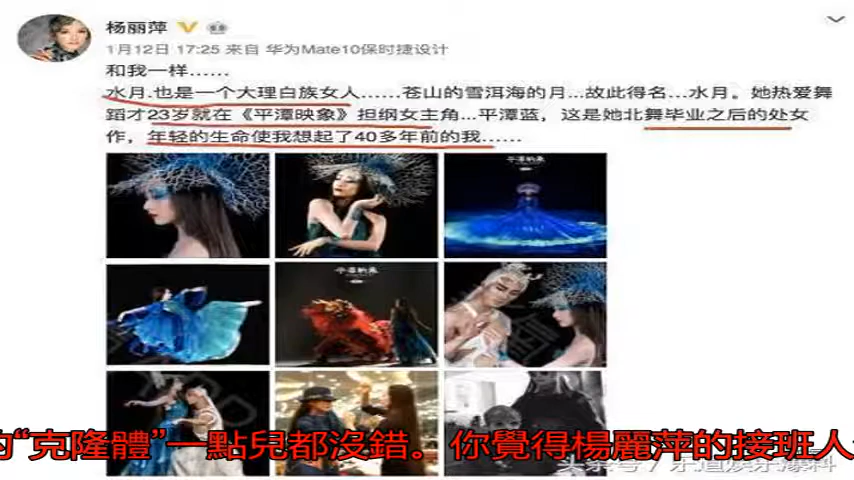 杨丽萍
1月12日 17:25 来自 华为Mate10保时捷设计
和我一样……
水月.也是一个大理白族女人……苍山的雪洱海的月…故此得名…水月。她热爱舞
蹈才23岁就在《平潭映象》担纲女主角…平潭蓝，这是她北舞毕业之后的处女
作，年轻的生命使我想起了40多年前的我……
平潭映象
平潭映象
的“克隆體”一點兒都沒錯。你覺得楊麗萍的接班人